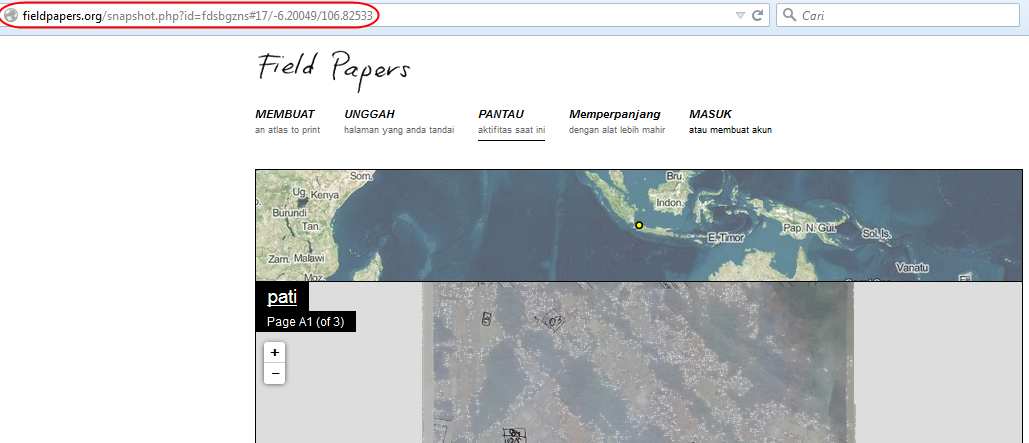 fieldpapers.org/snapshot.php?id=fdsbgzns#17/-6.20049/106.82533
Cari
Field Papers
MEMBUAT UNGGAH PANTAU Memperpanjang MASUK
an atlas to print halaman yang anda tandai aktifitas saat ini dengan alat lebih mahir atau membuat akun
Som. Bru.
Ug. Kenya Indon.
Burundi
Tan. E. Timor Pap. N. Gui. Sol. Is.
Zam. Malawi Vanatu
Moz.
pati
Page A1 (of 3)
+
−